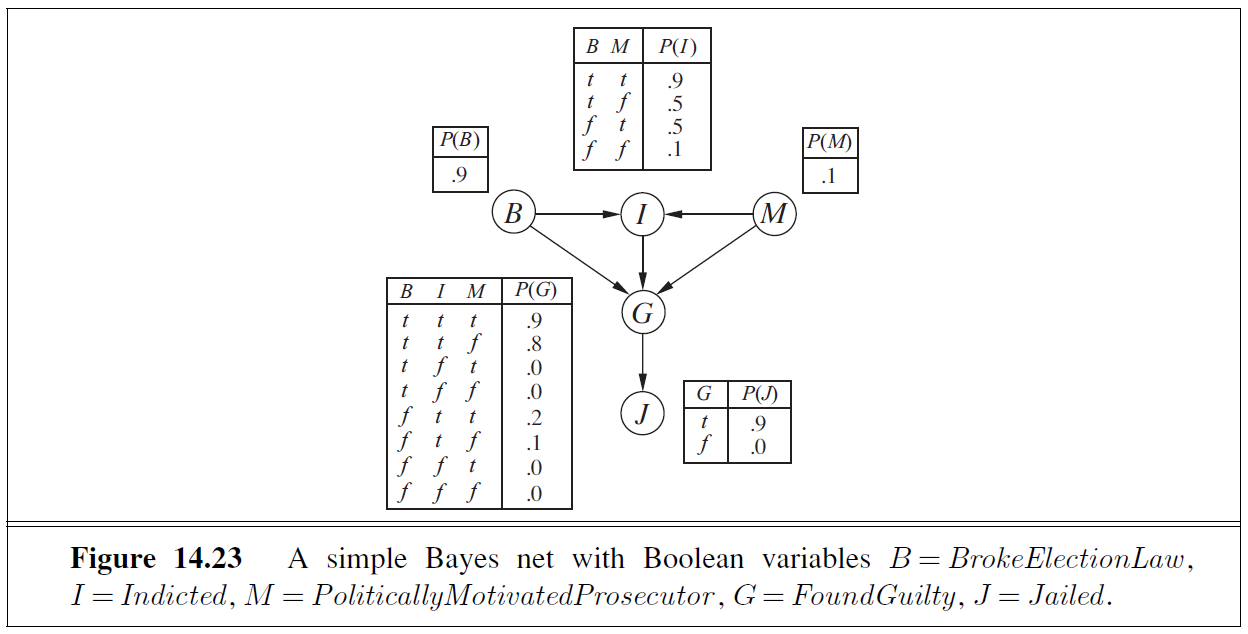 B M P(I)
t t .9
t f .5
f t .5
f f .1
P(B)
.9
P(M)
.1
B
I
M
B I M P(G)
t t t .9
t t f .8
t f t .0
t f f .0
f t t .2
f t f .1
f f t .0
f f f .0
G
J
G P(J)
t .9
f .0
Figure 14.23 A simple Bayes net with Boolean variables B = BrokeElectionLaw,
I = Indicted, M = PoliticallyMotivatedProsecutor, G = FoundGuilty, J = Jailed.